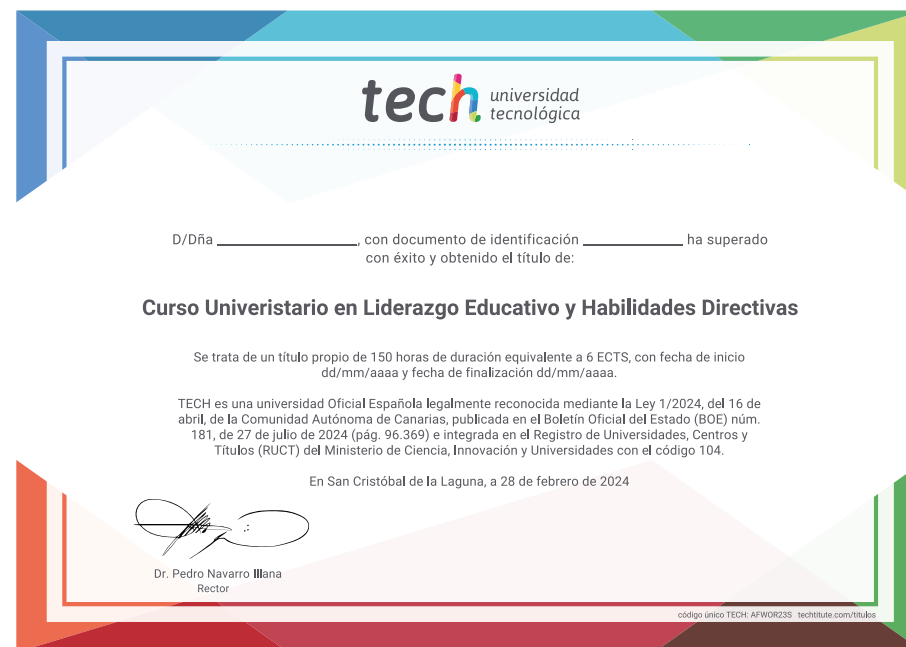 tech universidad
tecnológica
D/Dña ____________, con documento de identificación ____________ ha superado
con éxito y obtenido el título de:
Curso Univeristario en Liderazgo Educativo y Habilidades Directivas
Se trata de un título propio de 150 horas de duración equivalente a 6 ECTS, con fecha de inicio
dd/mm/aaaa y fecha de finalización dd/mm/aaaa.
TECH es una universidad Oficial Española legalmente reconocida mediante la Ley 1/2024, del 16 de
abril, de la Comunidad Autónoma de Canarias, publicada en el Boletín Oficial del Estado (BOE) núm.
181, de 27 de julio de 2024 (pág. 96.369) e integrada en el Registro de Universidades, Centros y
Títulos (RUCT) del Ministerio de Ciencia, Innovación y Universidades con el código 104.
En San Cristóbal de la Laguna, a 28 de febrero de 2024
Dr. Pedro Navarro Illana
Rector
código único TECH: AFWOR23S techtitute.com/titulos